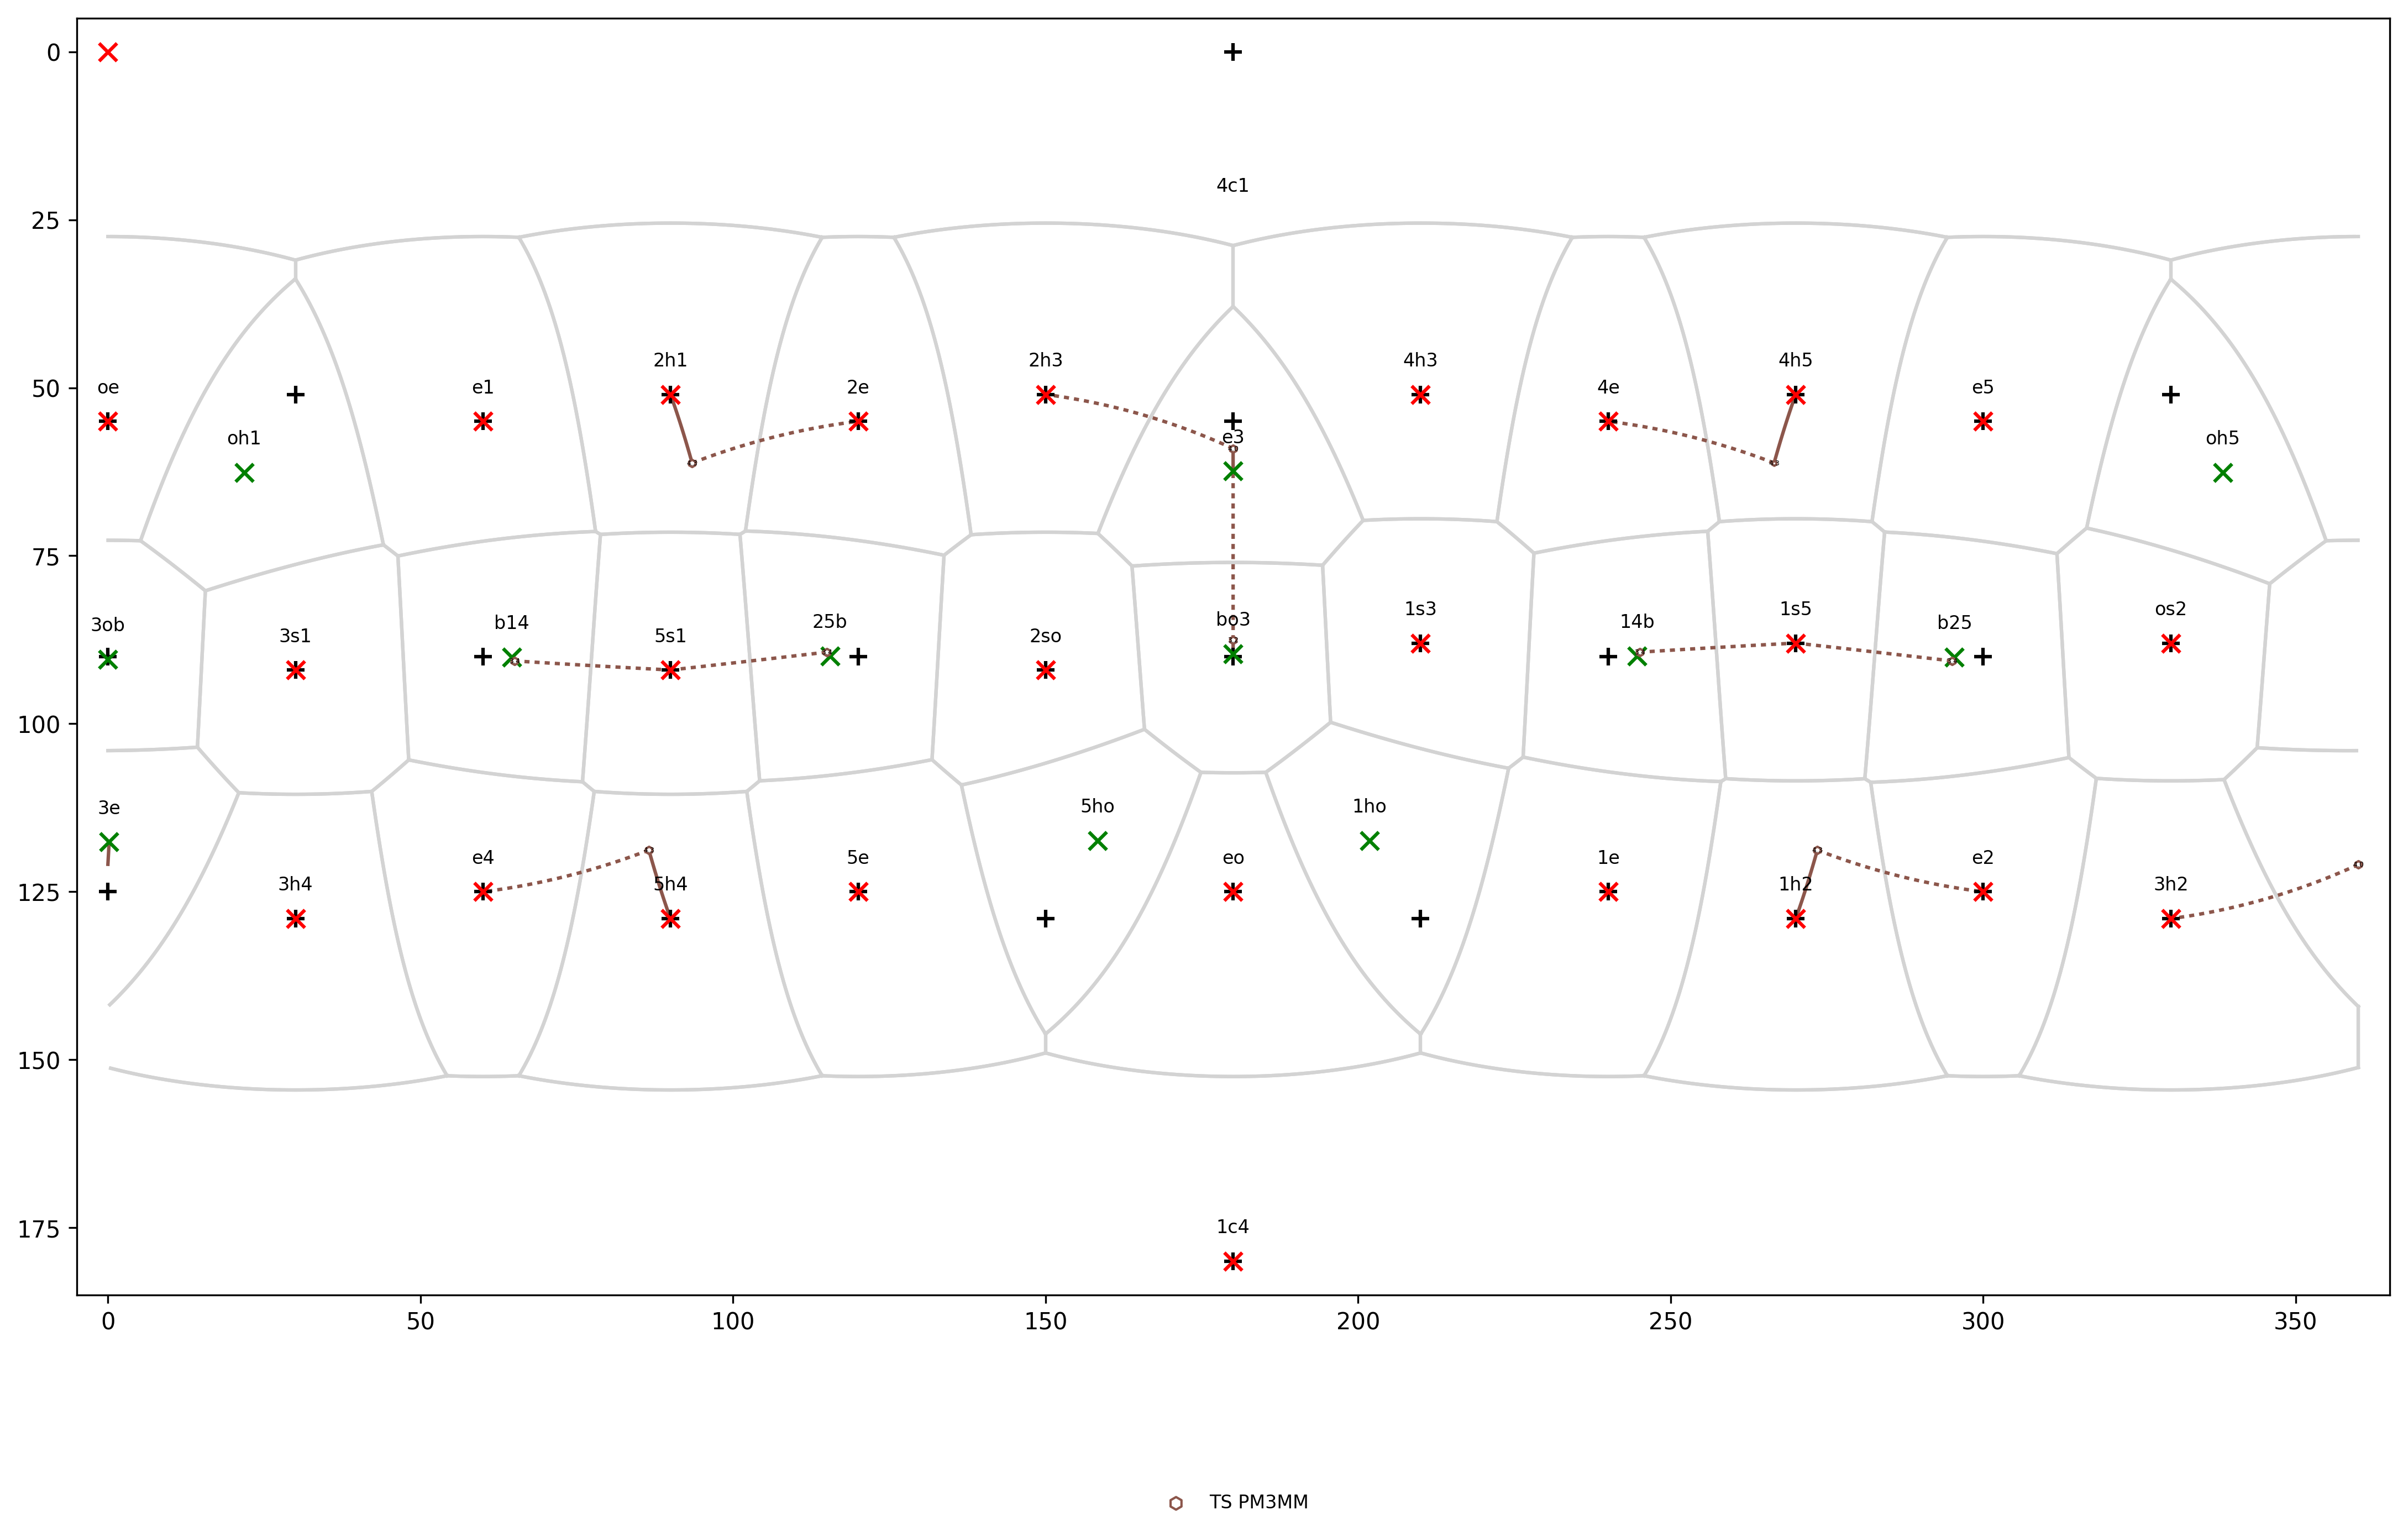 0
4c1
25
2h1 2h3 4h3 4h5
50 oe e1 2e 4e e5
oh1 e3 oh5
75
3ob 3s1 b14 5s1 25b 2so bo3 1s3 14b 1s5 b25 os2
100
3e 5ho 1ho
125 3h4 e4 5h4 5e eo 1e 1h2 e2 3h2
150
175 1c4
0 50 100 150 200 250 300 350
TS PM3MM